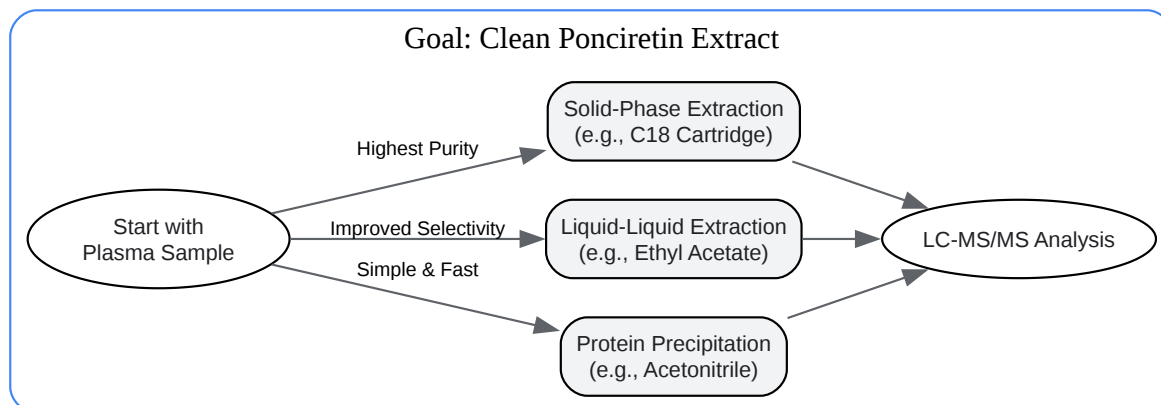 Goal: Clean Ponciretin Extract
Solid-Phase Extraction
(e.g., C18 Cartridge)
Highest Purity
Start with
Plasma Sample
Improved Selectivity
Liquid-Liquid Extraction
(e.g., Ethyl Acetate)
LC-MS/MS Analysis
Simple & Fast
Protein Precipitation
(e.g., Acetonitrile)